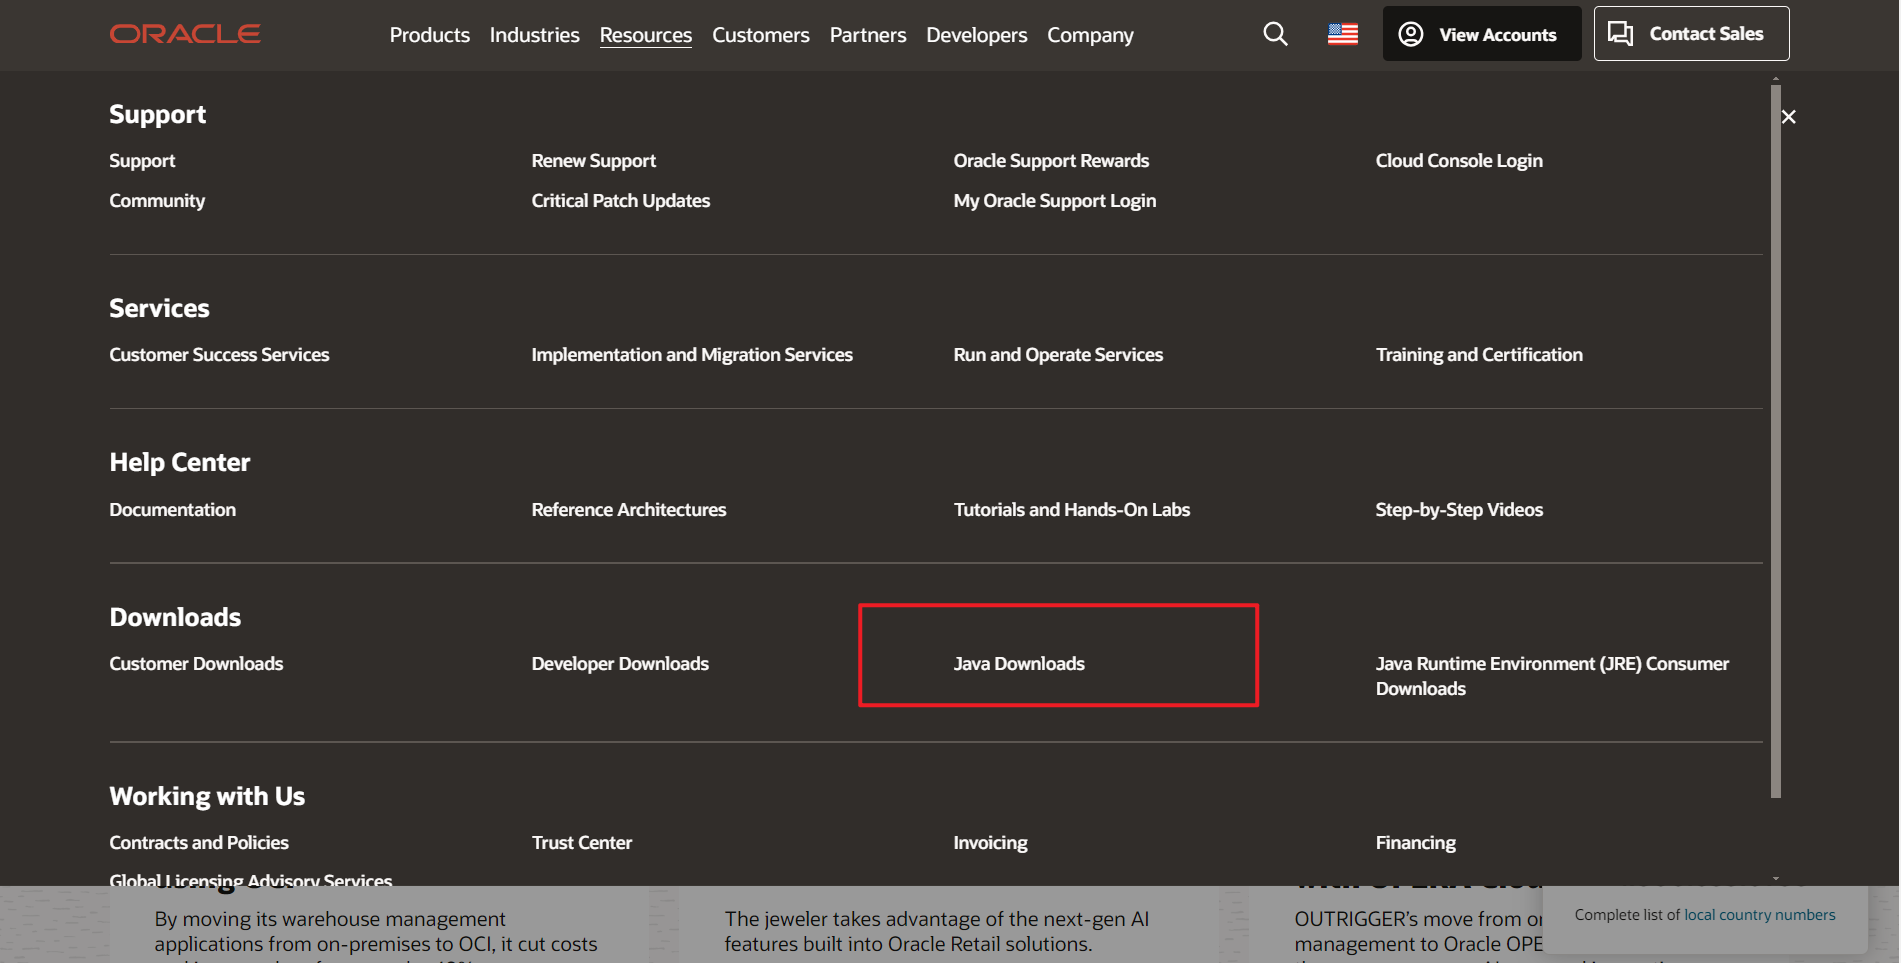 ORACLE
Products Industries Resources Customers Partners Developers Company
View Accounts
Contact Sales
Support
Support
Renew Support
Oracle Support Rewards
Cloud Console Login
Community
Critical Patch Updates
My Oracle Support Login
Services
Customer Success Services
Implementation and Migration Services
Run and Operate Services
Training and Certification
Help Center
Documentation
Reference Architectures
Tutorials and Hands-On Labs
Step-by-Step Videos
Downloads
Customer Downloads
Developer Downloads
Java Downloads
Java Runtime Environment (JRE) Consumer
Downloads
Working with Us
Contracts and Policies
Trust Center
Invoicing
Financing
Global Licensing Advisory Services
By moving its warehouse management
applications from on-premises to OCI, it cut costs
The jeweler takes advantage of the next-gen AI
features built into Oracle Retail solutions.
OUTRIGGER's move from
management to Oracle
Complete list of local country numbers